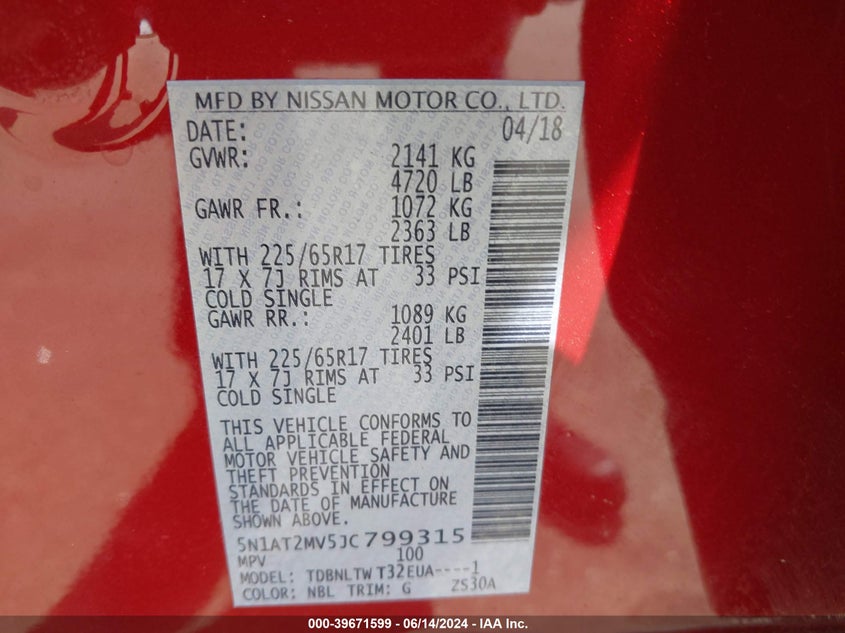 MFD BY NISSAN MOTOR CO., LTD.
DATE: 04/18
GVWR: 2141 KG
4720 LB
GAWR FR.: 1072 KG
2363 LB
WITH 225/65R17 TIRES
17 X 7J RIMS AT 33 PSI
COLD SINGLE
GAWR RR.: 1089 KG
2401 LB
WITH 225/65R17 TIRES
17 X 7J RIMS AT 33 PSI
COLD SINGLE
THIS VEHICLE CONFORMS TO
ALL APPLICABLE FEDERAL
MOTOR VEHICLE SAFETY AND
THEFT PREVENTION
STANDARDS IN EFFECT ON
THE DATE OF MANUFACTURE
SHOWN ABOVE.
5N1AT2MV5JC799315
MPV 100
MODEL: TDBNLTW T32EUA----1
COLOR: NBL TRIM: G ZS30A
000-39671599 - 06/14/2024 - IAA Inc.